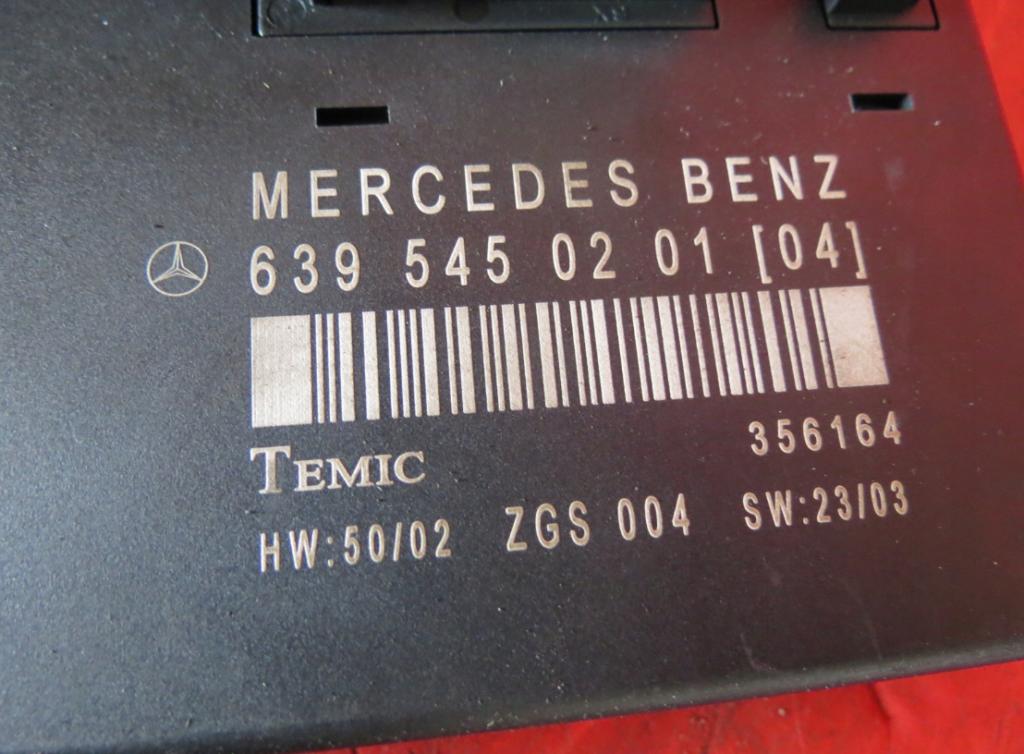 MERCEDES BENZ
639 545 02 01 [04]
356164
TEMIC
HW:50/02 ZGS 004 SW:23/03